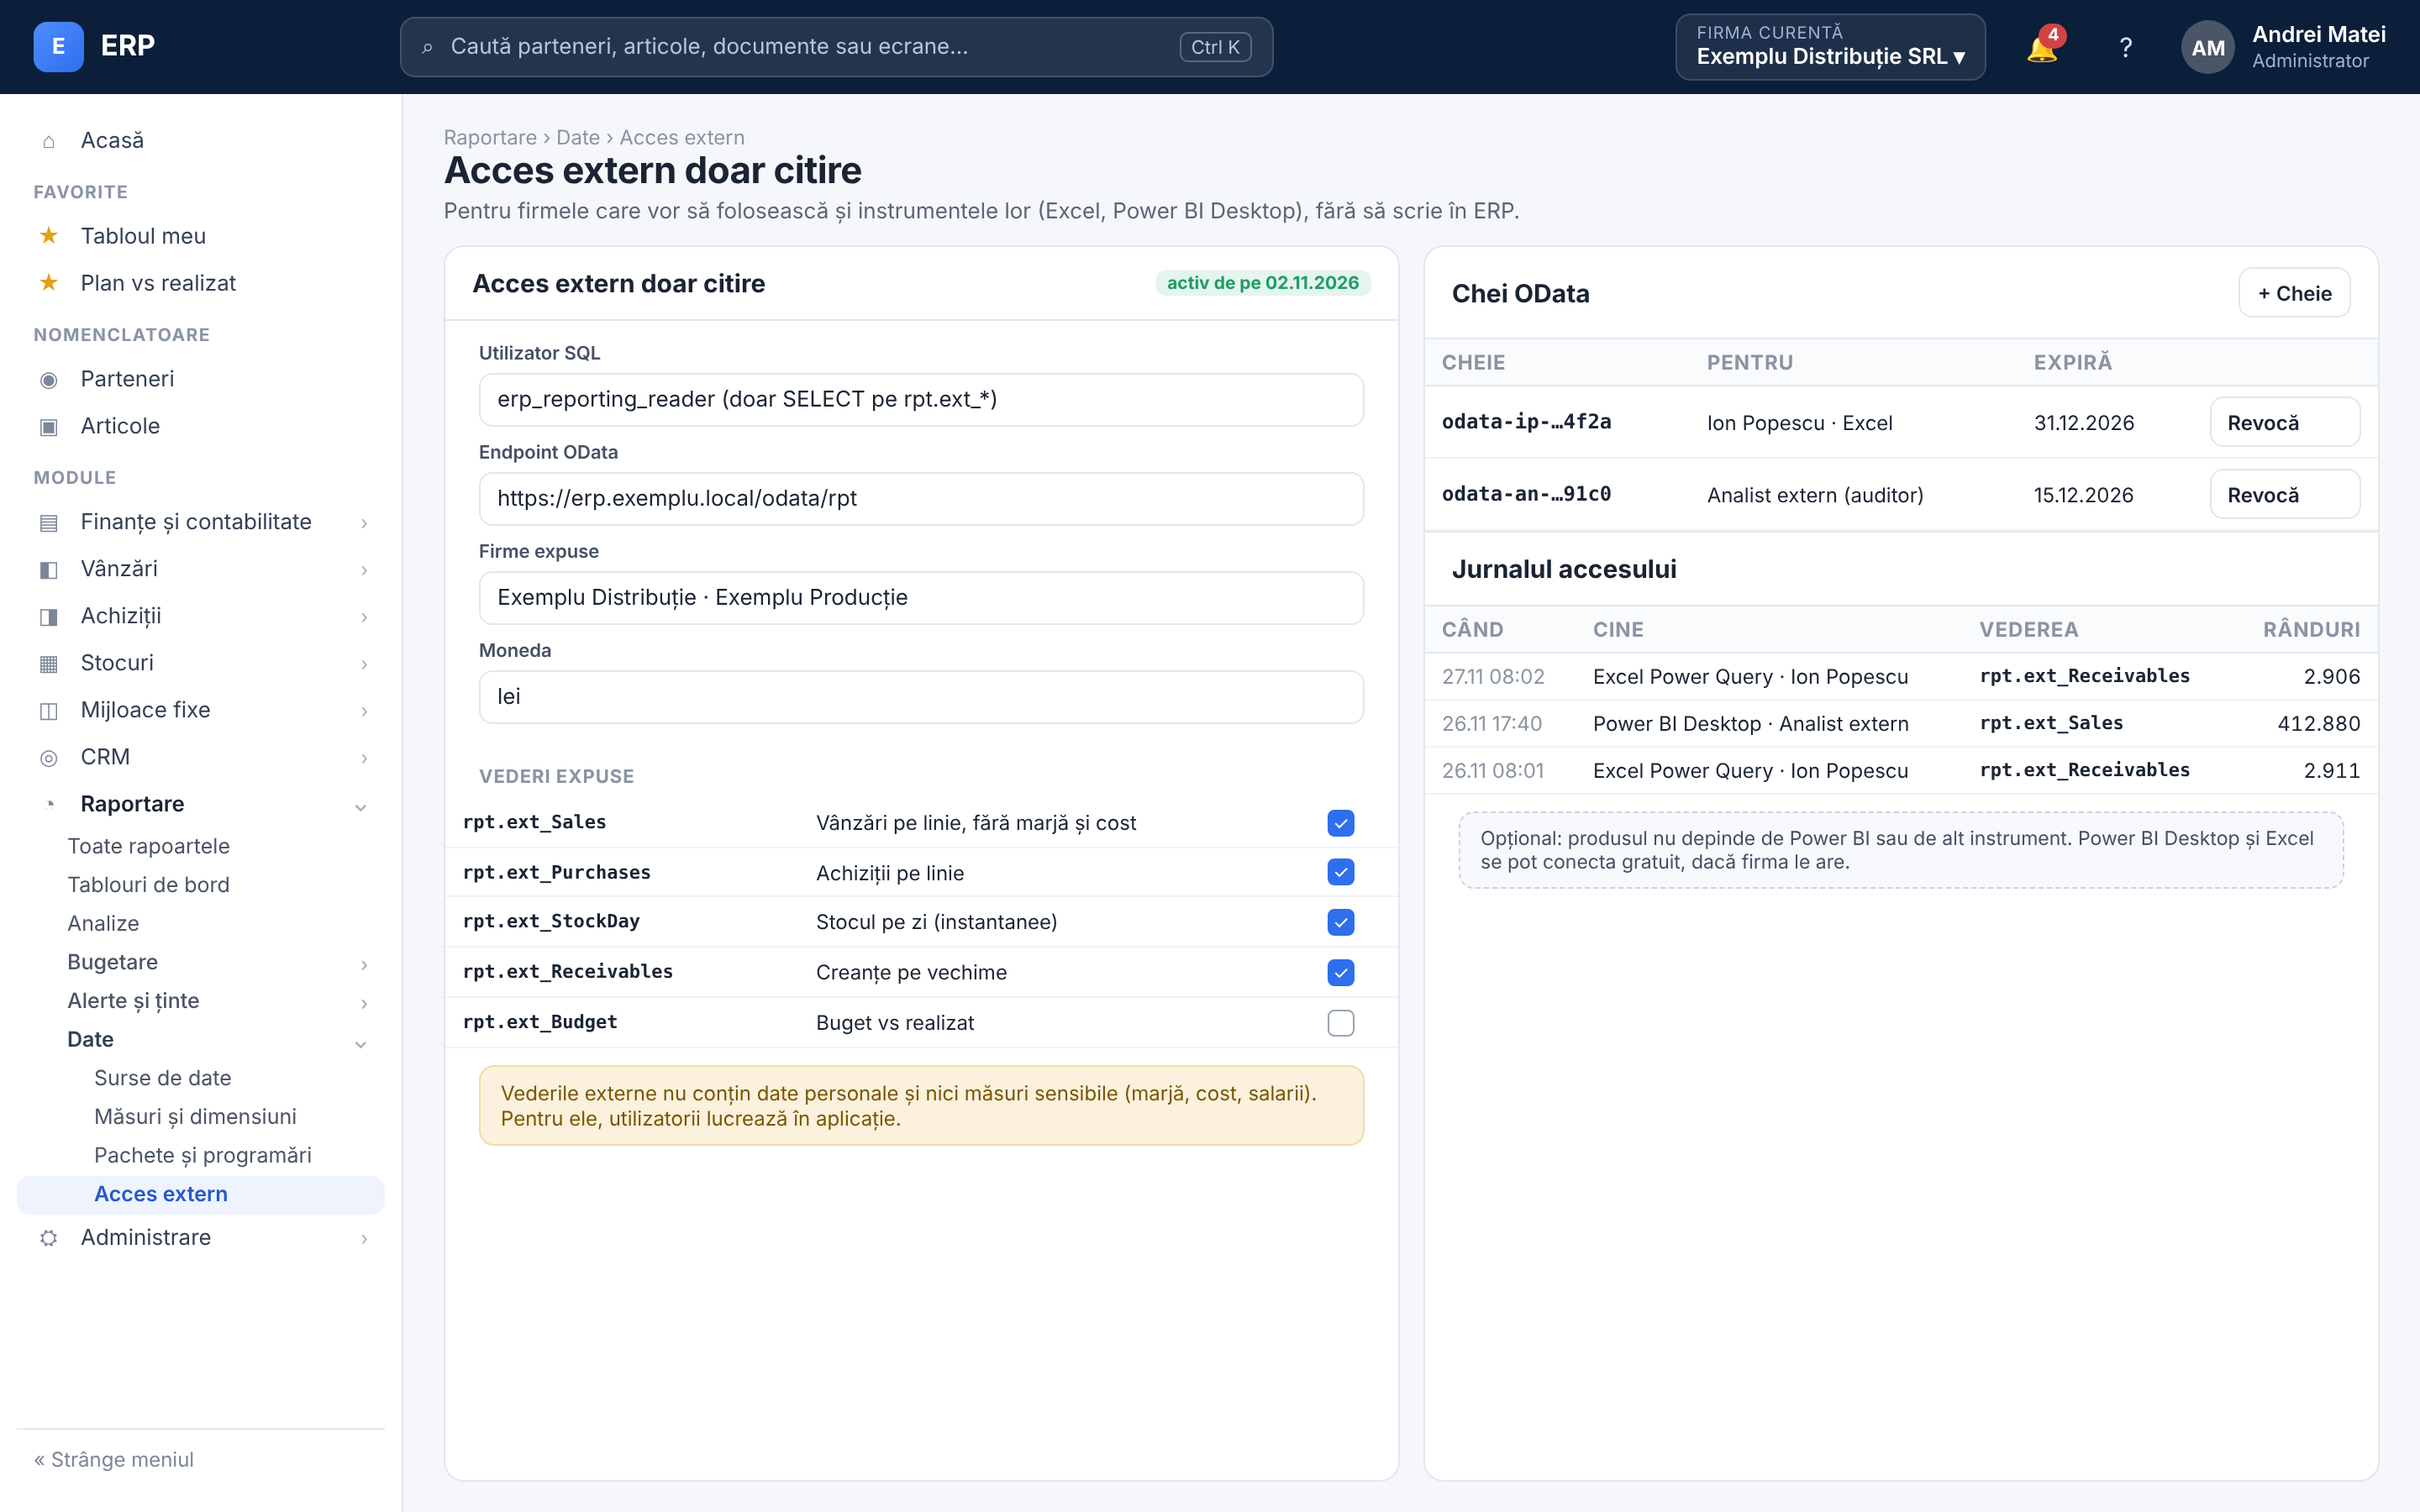 E ERP
Caută parteneri, articole, documente sau ecrane... Ctrl K
FIRMA CURENTĂ
Exemplu Distribuție SRL ▾
4
?
AM
Andrei Matei
Administrator
Acasă
FAVORITE
★ Tabloul meu
★ Plan vs realizat
NOMENCLATOARE
Parteneri
Articole
MODULE
Finanțe și contabilitate ›
Vânzări ›
Achiziții ›
Stocuri ›
Mijloace fixe ›
CRM ›
Raportare
Toate rapoartele
Tablouri de bord
Analize
Bugetare ›
Alerte și ținte ›
Date
Surse de date
Măsuri și dimensiuni
Pachete și programări
Acces extern
Administrare ›
« Strânge meniul
Raportare › Date › Acces extern
Acces extern doar citire
Pentru firmele care vor să folosească și instrumentele lor (Excel, Power BI Desktop), fără să scrie în ERP.
Acces extern doar citire activ de pe 02.11.2026
Utilizator SQL
erp_reporting_reader (doar SELECT pe rpt.ext_*)
Endpoint OData
https://erp.exemplu.local/odata/rpt
Firme expuse
Exemplu Distribuție · Exemplu Producție
Moneda
lei
VEDERI EXPUSE
rpt.ext_Sales Vânzări pe linie, fără marjă și cost
rpt.ext_Purchases Achiziții pe linie
rpt.ext_StockDay Stocul pe zi (instantanee)
rpt.ext_Receivables Creanțe pe vechime
rpt.ext_Budget Buget vs realizat
Vederile externe nu conțin date personale și nici măsuri sensibile (marjă, cost, salarii).
Pentru ele, utilizatorii lucrează în aplicație.
Chei OData + Cheie
CHEIE PENTRU EXPIRĂ
odata-ip-…4f2a Ion Popescu · Excel 31.12.2026 Revocă
odata-an-…91c0 Analist extern (auditor) 15.12.2026 Revocă
Jurnalul accesului
CÂND CINE VEDEREA RÂNDURI
27.11 08:02 Excel Power Query · Ion Popescu rpt.ext_Receivables 2.906
26.11 17:40 Power BI Desktop · Analist extern rpt.ext_Sales 412.880
26.11 08:01 Excel Power Query · Ion Popescu rpt.ext_Receivables 2.911
Opțional: produsul nu depinde de Power BI sau de alt instrument. Power BI Desktop și Excel
se pot conecta gratuit, dacă firma le are.